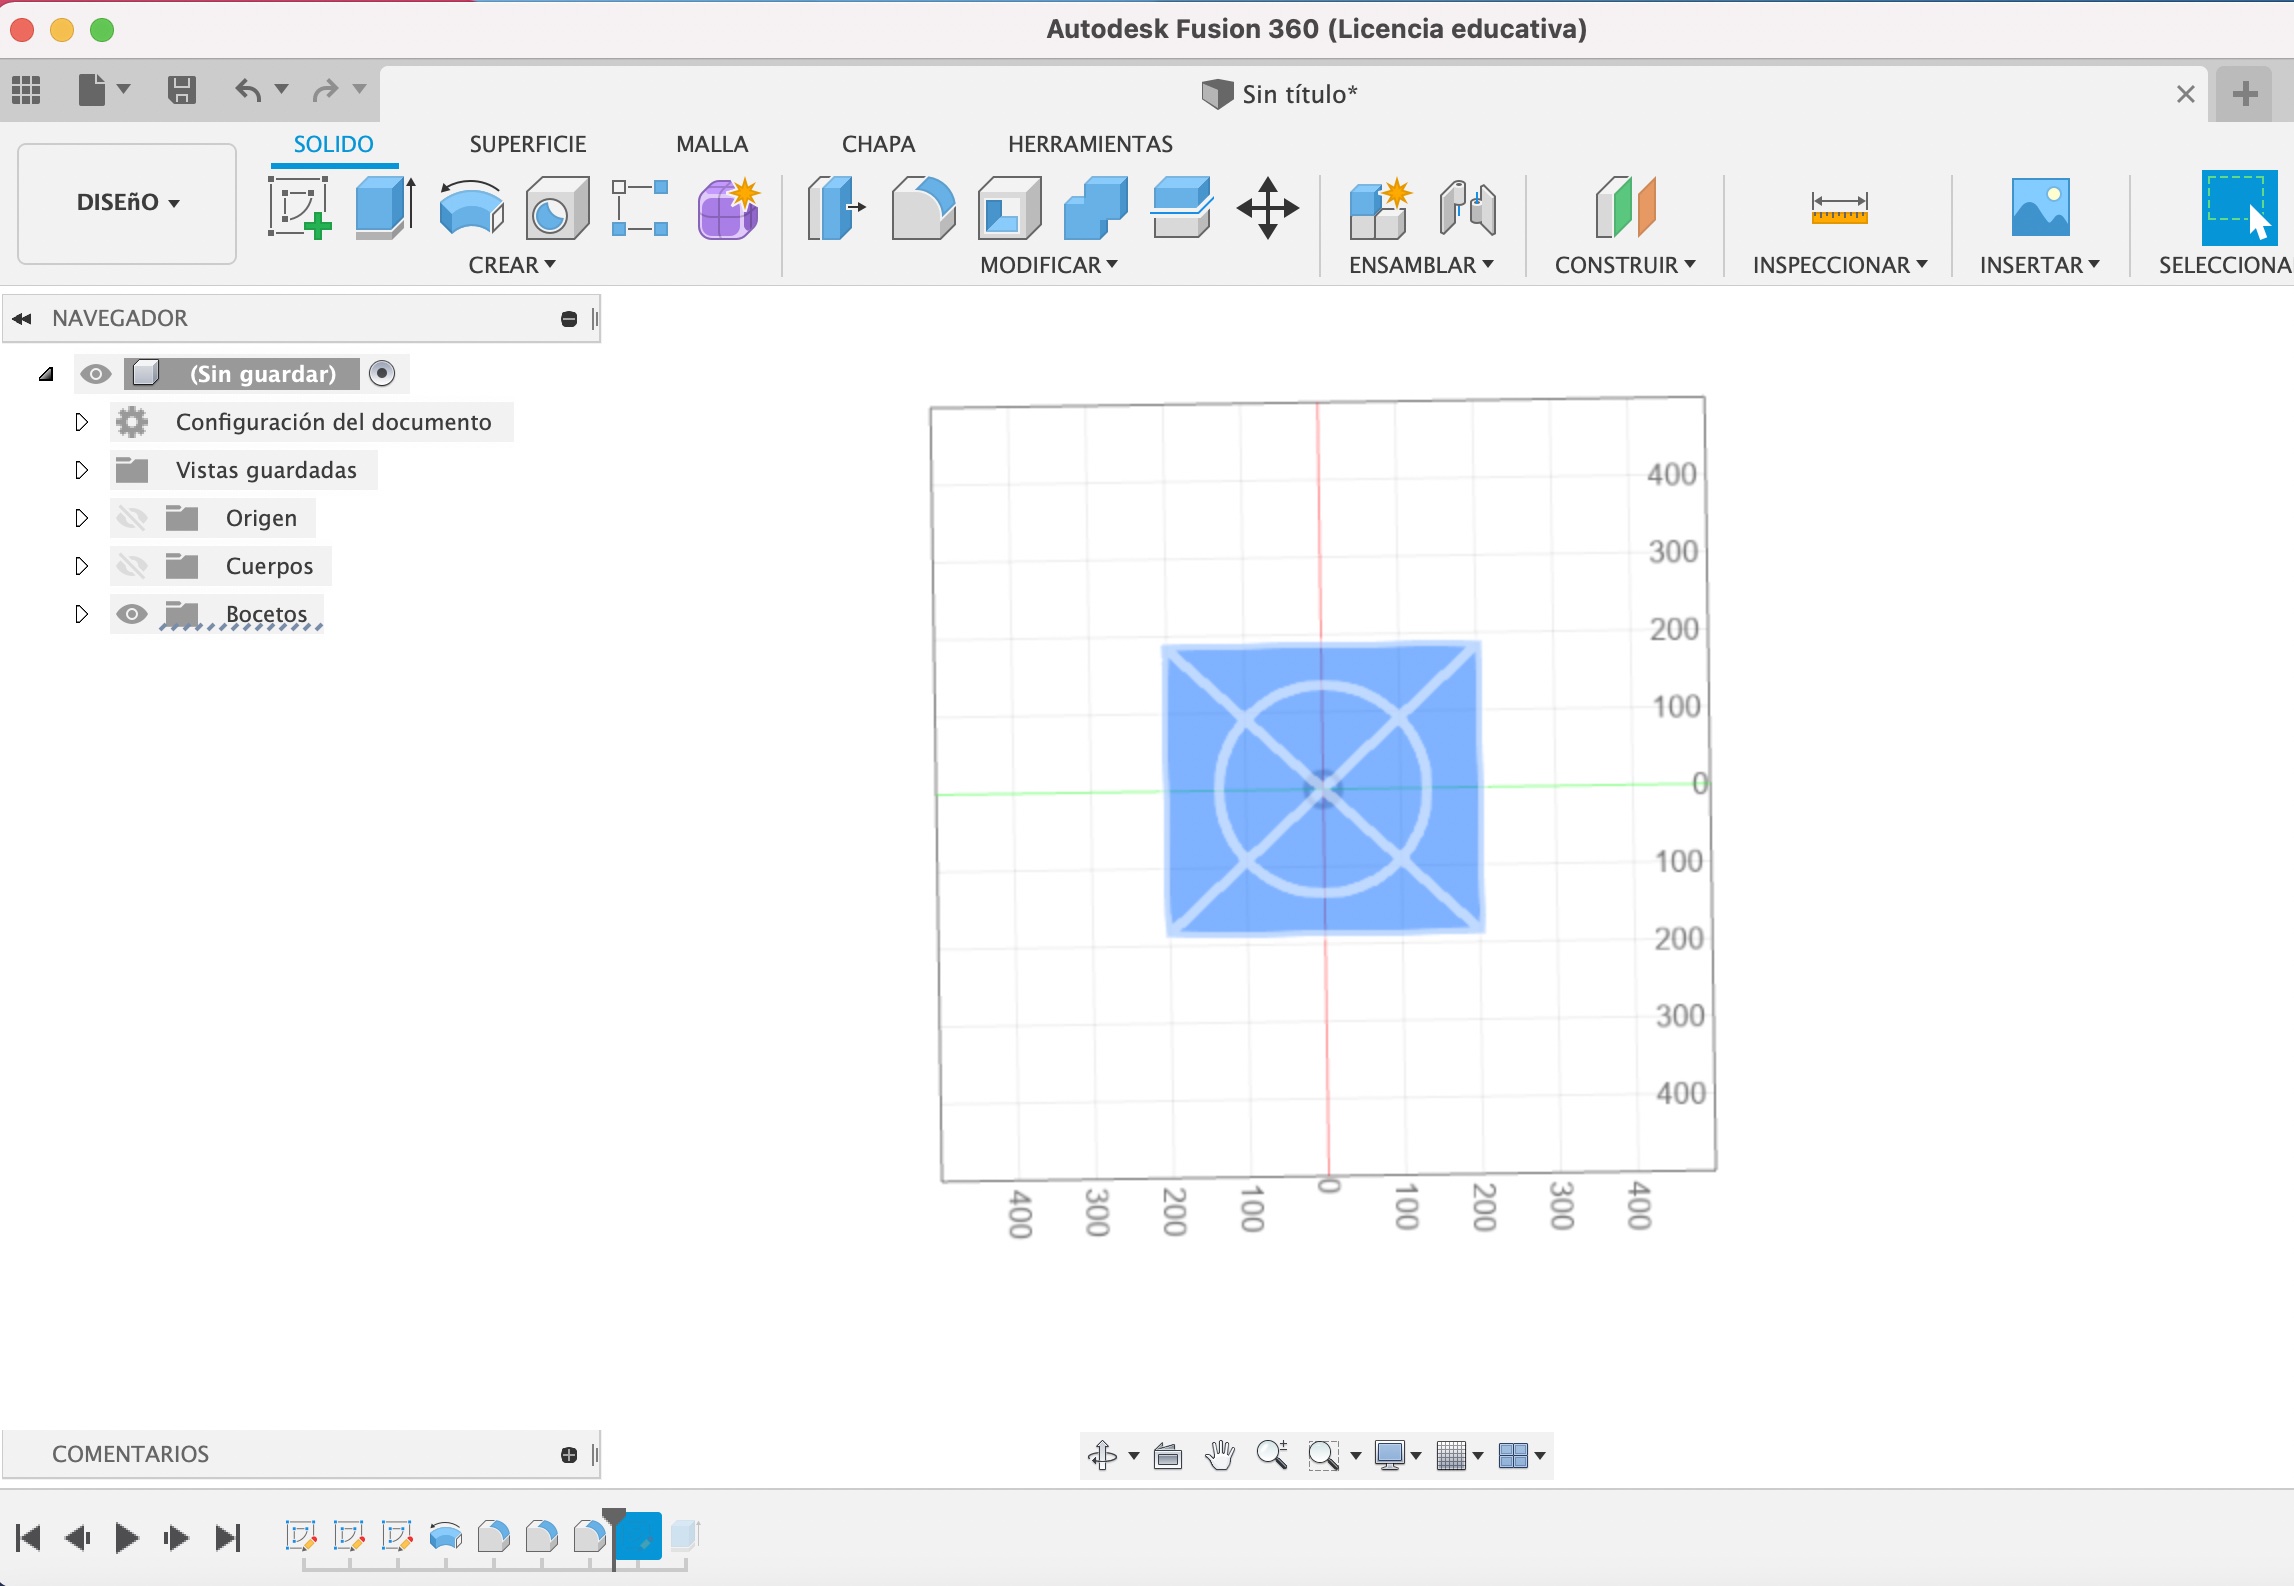 Autodesk Fusion 360 (Licencia educativa)
Sin título*
SOLIDO SUPERFICIE MALLA CHAPA HERRAMIENTAS
DISEñO
CREAR MODIFICAR ENSAMBLAR CONSTRUIR INSPECCIONAR INSERTAR SELECCIONA
NAVEGADOR
(Sin guardar)
Configuración del documento
Vistas guardadas
Origen
Cuerpos
Bocetos
400
300
200
100
0
100
200
300
400
400 300 200 100 0 100 200 300 400
COMENTARIOS